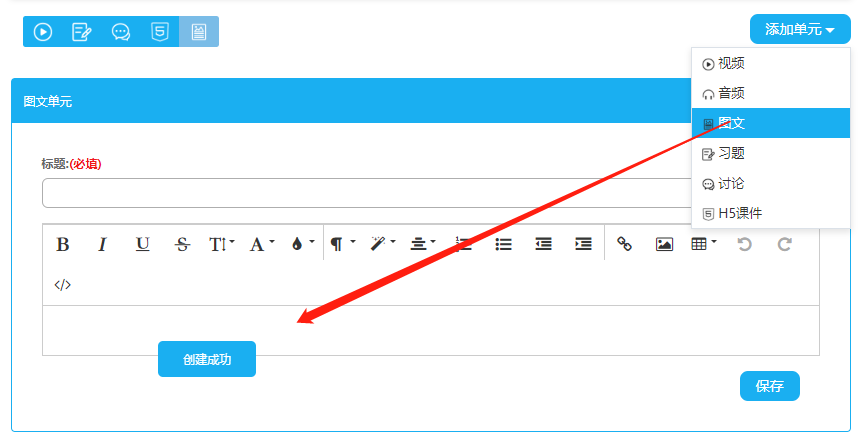 添加单元
视频
音频
图文
习题
讨论
H5课件
图文单元
标题:(必填)
B I U S T A ¶
</>
创建成功
保存